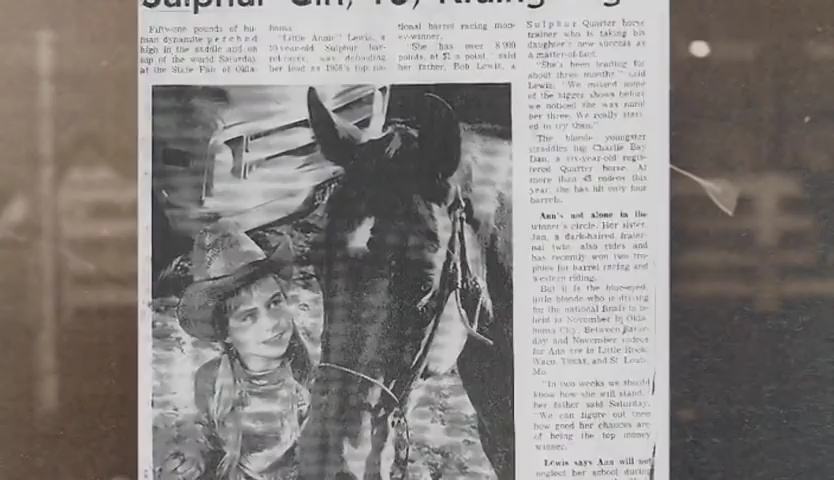 Sulphur Girl, 10, Riding
Fifty-one pounds of hu-
man dynamite perched
high in the saddle and on
top of the world Saturday
at the State Fair of Okla-
homa.
"Little Annie" Lewis, a
10-year-old Sulphur bar-
rel racer, was defending
her lead as 1968's top na-
tional barrel racing mon-
ey-winner.
"She has over 8,000
points, at $1 a point," said
her father, Bob Lewis, a
Sulphur Quarter horse
trainer who is taking his
daughter's new success as
a matter-of-fact.
"She's been leading for
about three months," said
Lewis. "We missed some
of the bigger shows before
we noticed she was number
three. We really start-
ed to try then."
The blonde youngster
straddles big Charlie Bay
Dan, a six-year-old regis-
tered Quarter horse. At
more than 45 rodeos this
year, she has hit only four
barrels.
Ann's not alone in the
winner's circle. Her sister,
Jan, a dark-haired frater-
nal twin, also rides and
has recently won two tro-
phies for barrel racing and
western riding.
But it is the blue-eyed,
little blonde who is driving
for the national finals to be
held in November in Okla-
homa City. Between Satur-
day and November rodeos
for Ann are in Little Rock,
Waco, Texas, and St. Louis,
Mo.
"In two weeks we should
know how she will stand,"
her father said Saturday.
"We can figure out then
how good her chances are
of being the top money
winner.
Lewis says Ann will not
neglect her school during